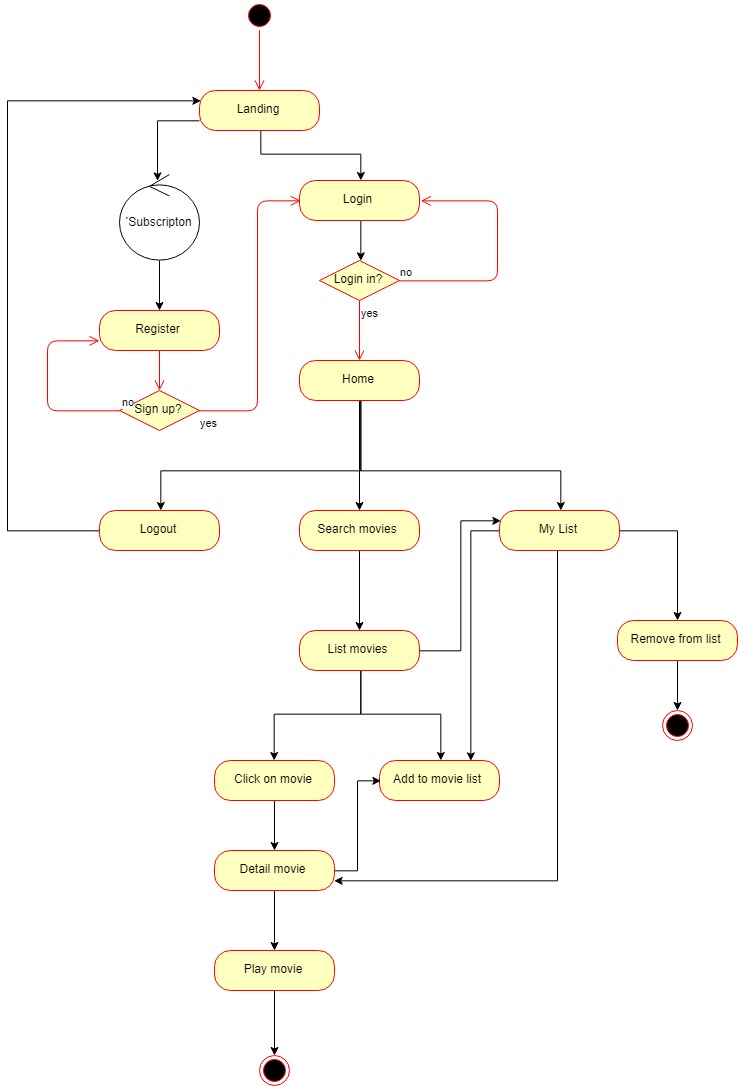 Landing
Login
´Subscripton
Login in?
no
yes
Register
Home
no
Sign up?
yes
Logout
Search movies
My List
List movies
Remove from list
Click on movie
Add to movie list
Detail movie
Play movie